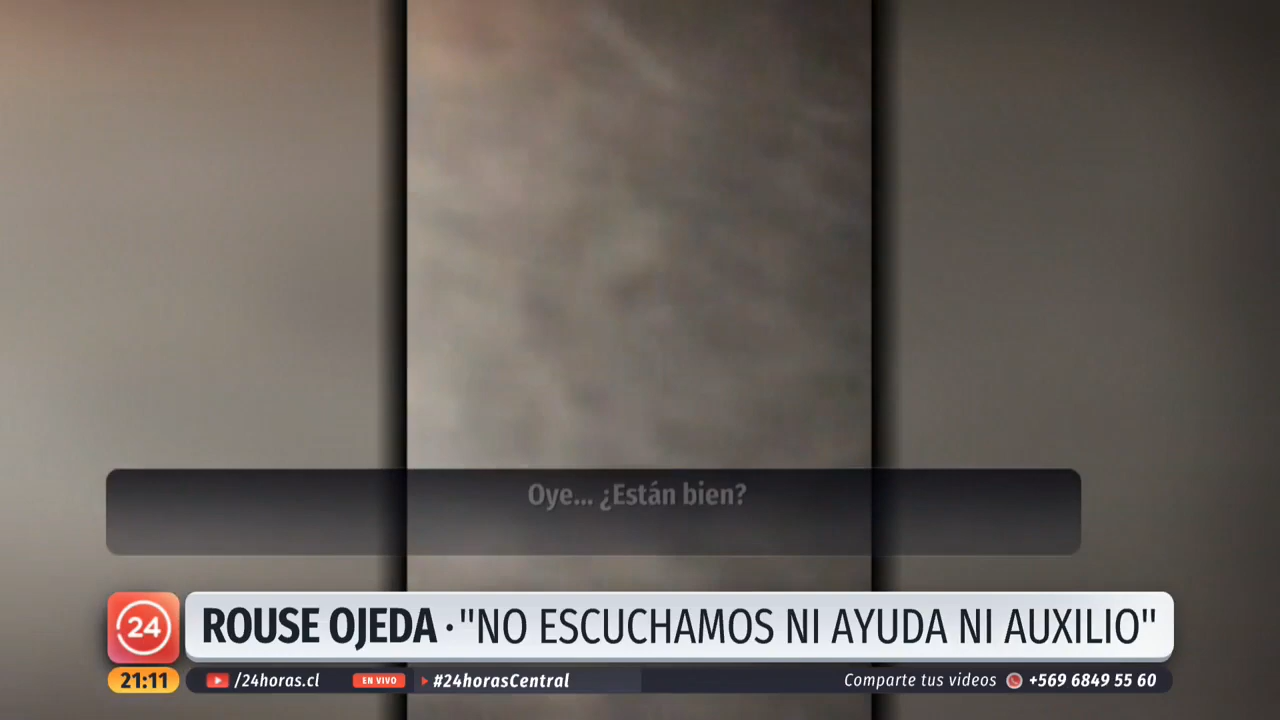 Oye... ¿Están bien?
24 ROUSE OJEDA · "NO ESCUCHAMOS NI AYUDA NI AUXILIO"
21:11 /24horas.cl EN VIVO #24horasCentral Comparte tus videos +569 6849 55 60